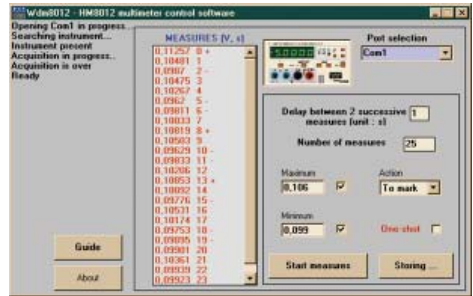 Wdm8012 - HM8012 multimeter control software
Opening Com1 in progress..
Searching instrument...
Instrument present
Acquisition in progress..
Acquisition is over
Ready
MEASURES [V, s]
0,11257 0 +
0,10481 1
0,0987 2 -
0,10475 3
0,10267 4
0,0962 5 -
0,09811 6 -
0,10033 7
0,10819 8 +
0,10503 9
0,09629 10 -
0,09833 11 -
0,10206 12
0,10853 13 +
0,10092 14
0,09776 15 -
0,10531 16
0,10174 17
0,09753 18 -
0,09895 19 -
0,09901 20
0,10361 21
0,09939 22
0,09923 23
Port selection
Com1
Delay between 2 successive measures [unit : s]
1
Number of measures
25
Maximum
0,106
Action
To mark
Minimum
0,099
One-shot
Guide
About
Start measures
Storing ...